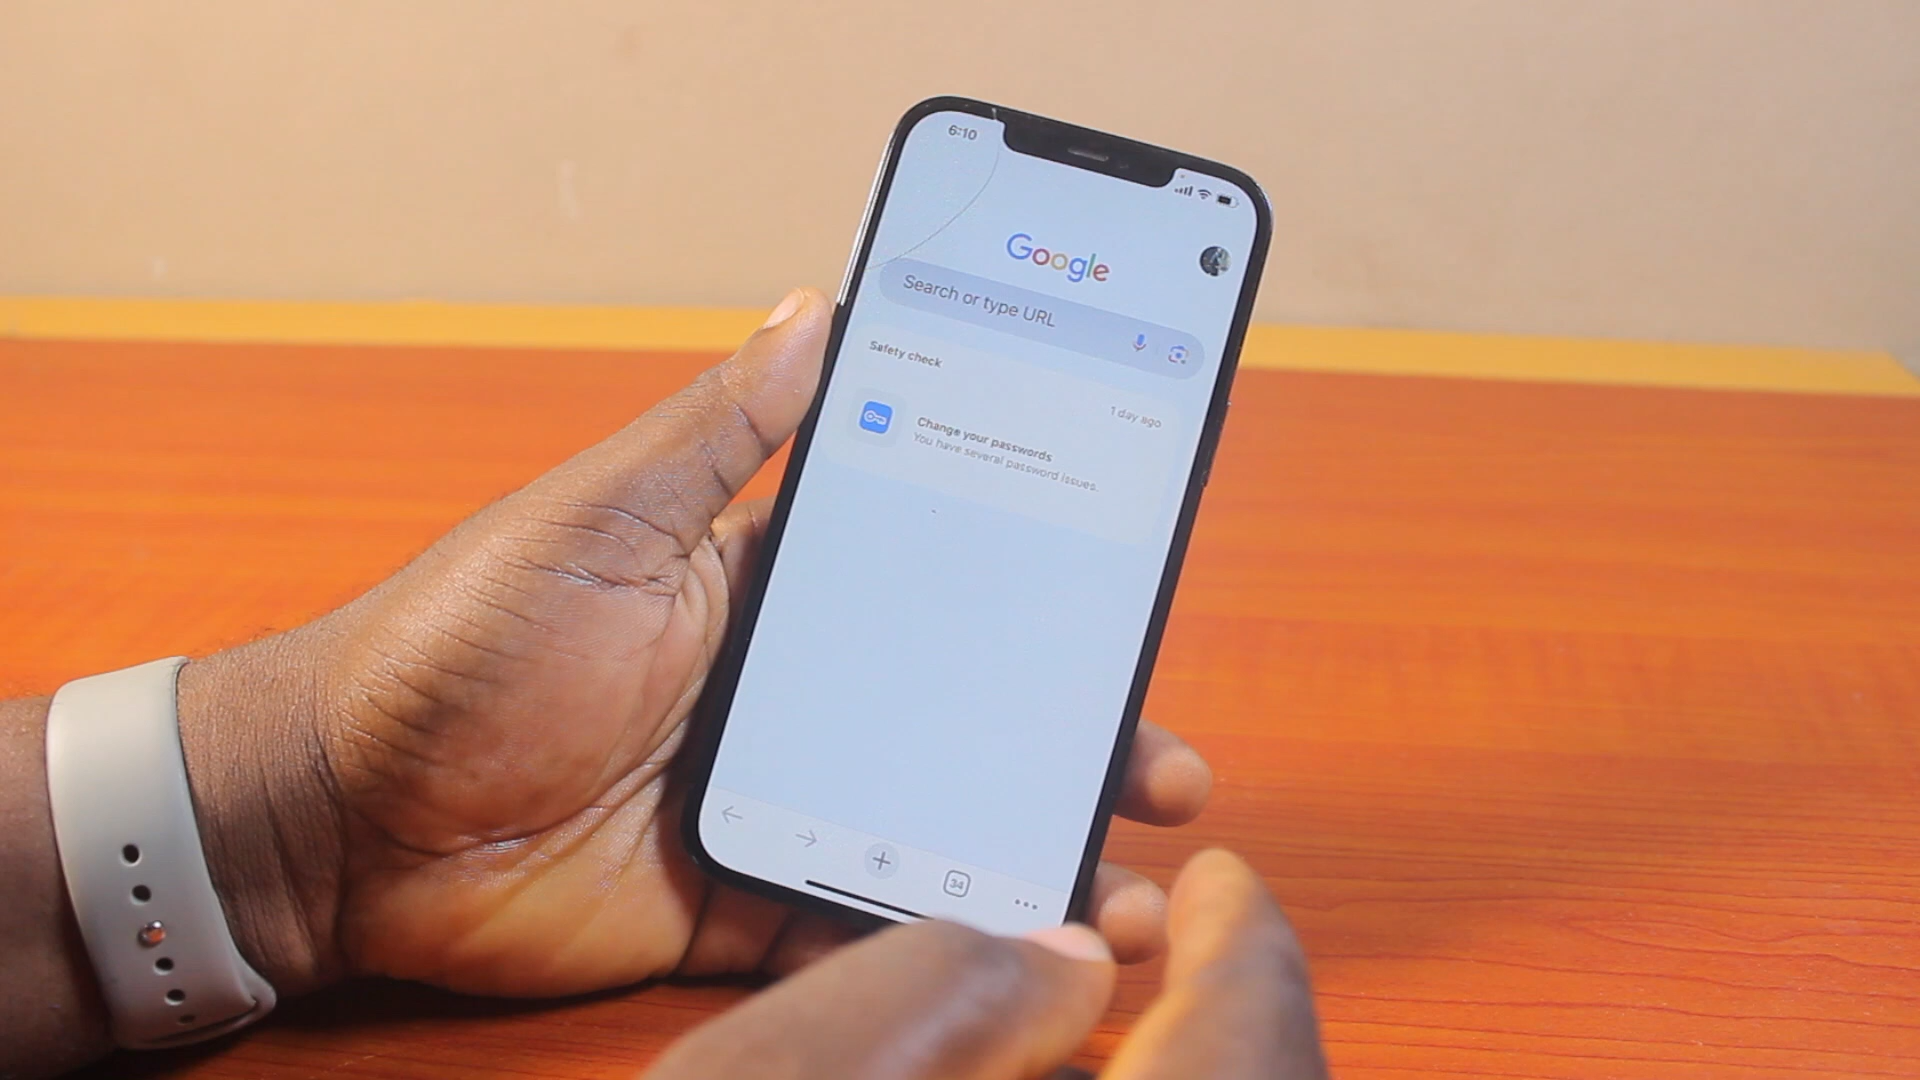 6:10
Google
Search or type URL
Safety check
1 day ago
Change your passwords
You have several password issues.
34